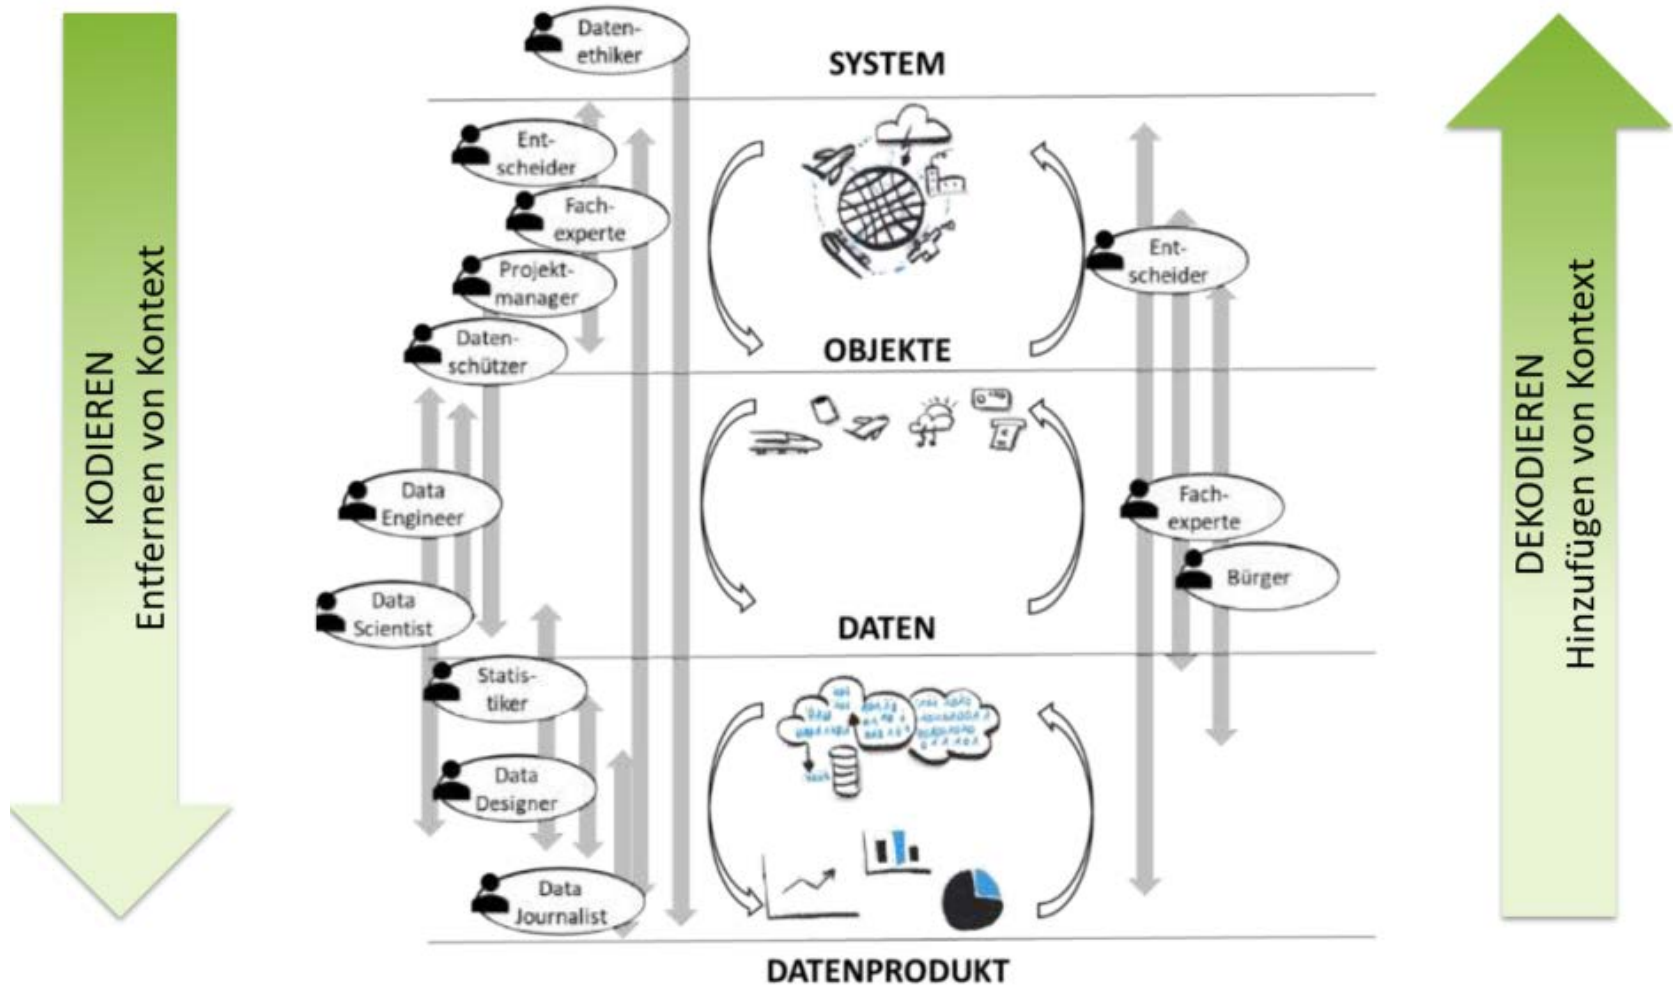 KODIEREN
Entfernen von Kontext
Daten-
ethiker
Ent-
scheider
Fach-
experte
Projekt-
manager
Daten-
schützer
Data
Engineer
Data
Scientist
Statis-
tiker
Data
Designer
Data
Journalist
SYSTEM
OBJEKTE
DATEN
DATENPRODUKT
Ent-
scheider
Fach-
experte
Bürger
DEKODIEREN
Hinzufügen von Kontext